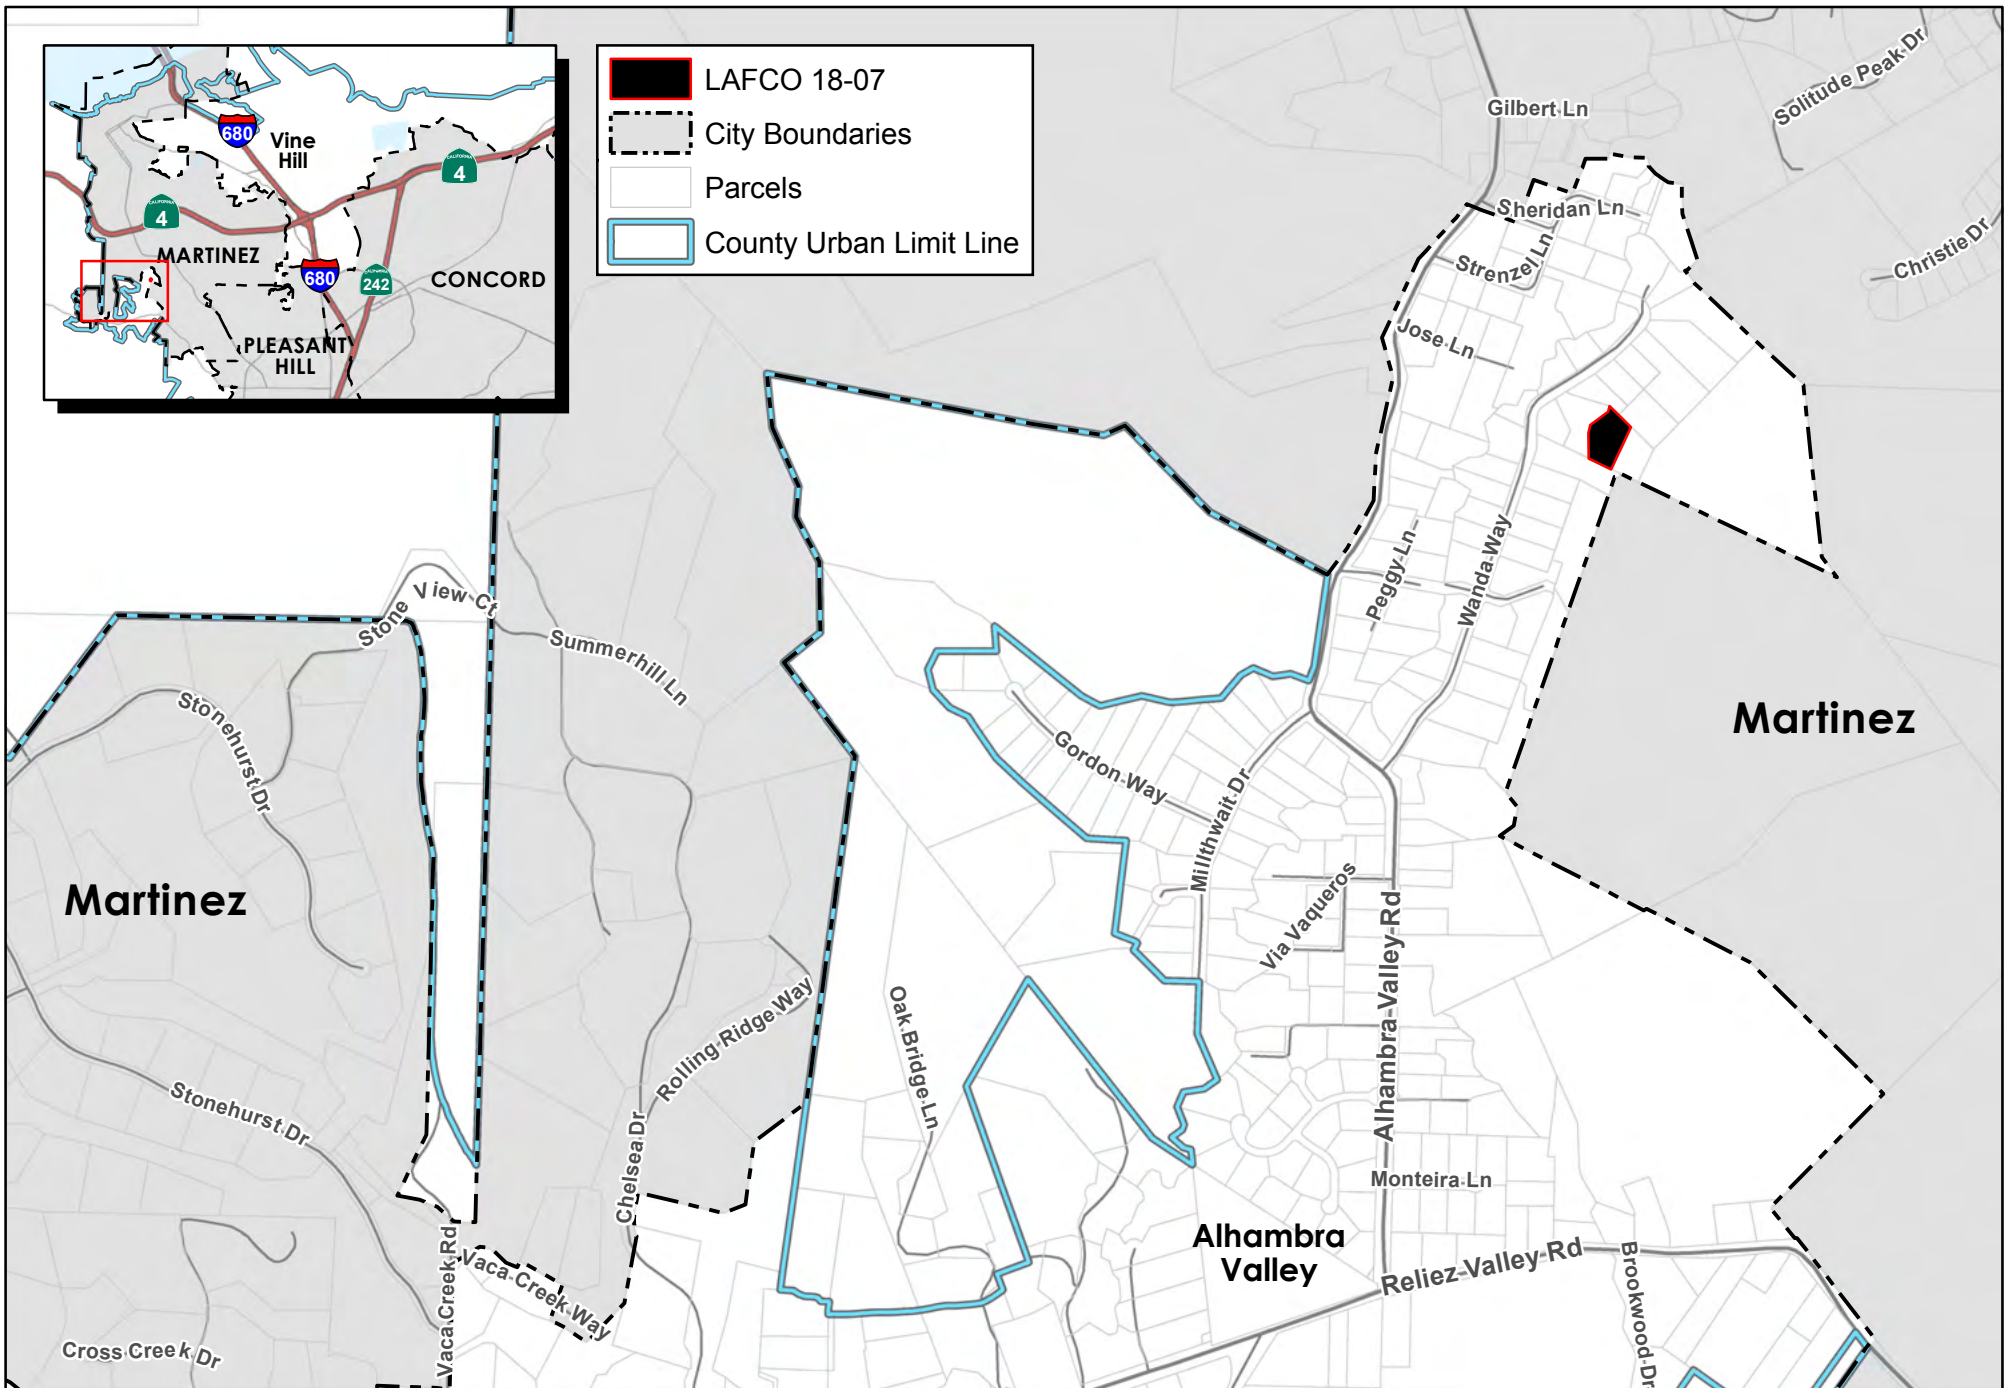 680
Vine
Hill
CALIFORNIA
4
CALIFORNIA
4
MARTINEZ
680
CALIFORNIA
242
CONCORD
PLEASANT
HILL
LAFCO 18-07
City Boundaries
Parcels
County Urban Limit Line
Solitude Peak Dr
Gilbert Ln
Sheridan Ln
Christie Dr
Strenzel Ln
Jose Ln
Peggy Ln
Wanda Way
Stone View Ct
Summerhill Ln
Stonehurst Dr
Martinez
Gordon Way
Millthwait Dr
Martinez
Via Vaqueros
Alhambra Valley Rd
Oak Bridge Ln
Rolling Ridge Way
Stonehurst Dr
Chelsea Dr
Monteira Ln
Alhambra
Valley
Reliez Valley Rd
Brookwood Dr
Vaca Creek Rd
Vaca Creek Way
Cross Creek Dr